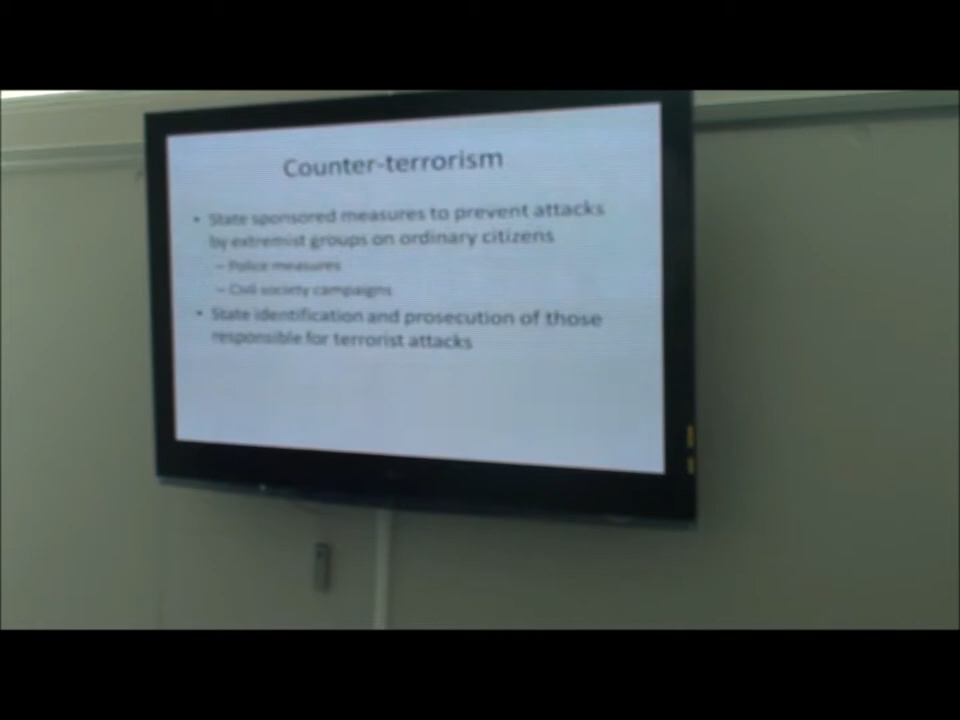 Counter-terrorism
• State sponsored measures to prevent attacks
by extremist groups on ordinary citizens
– Police measures
– Civil society campaigns
• State identification and prosecution of those
responsible for terrorist attacks